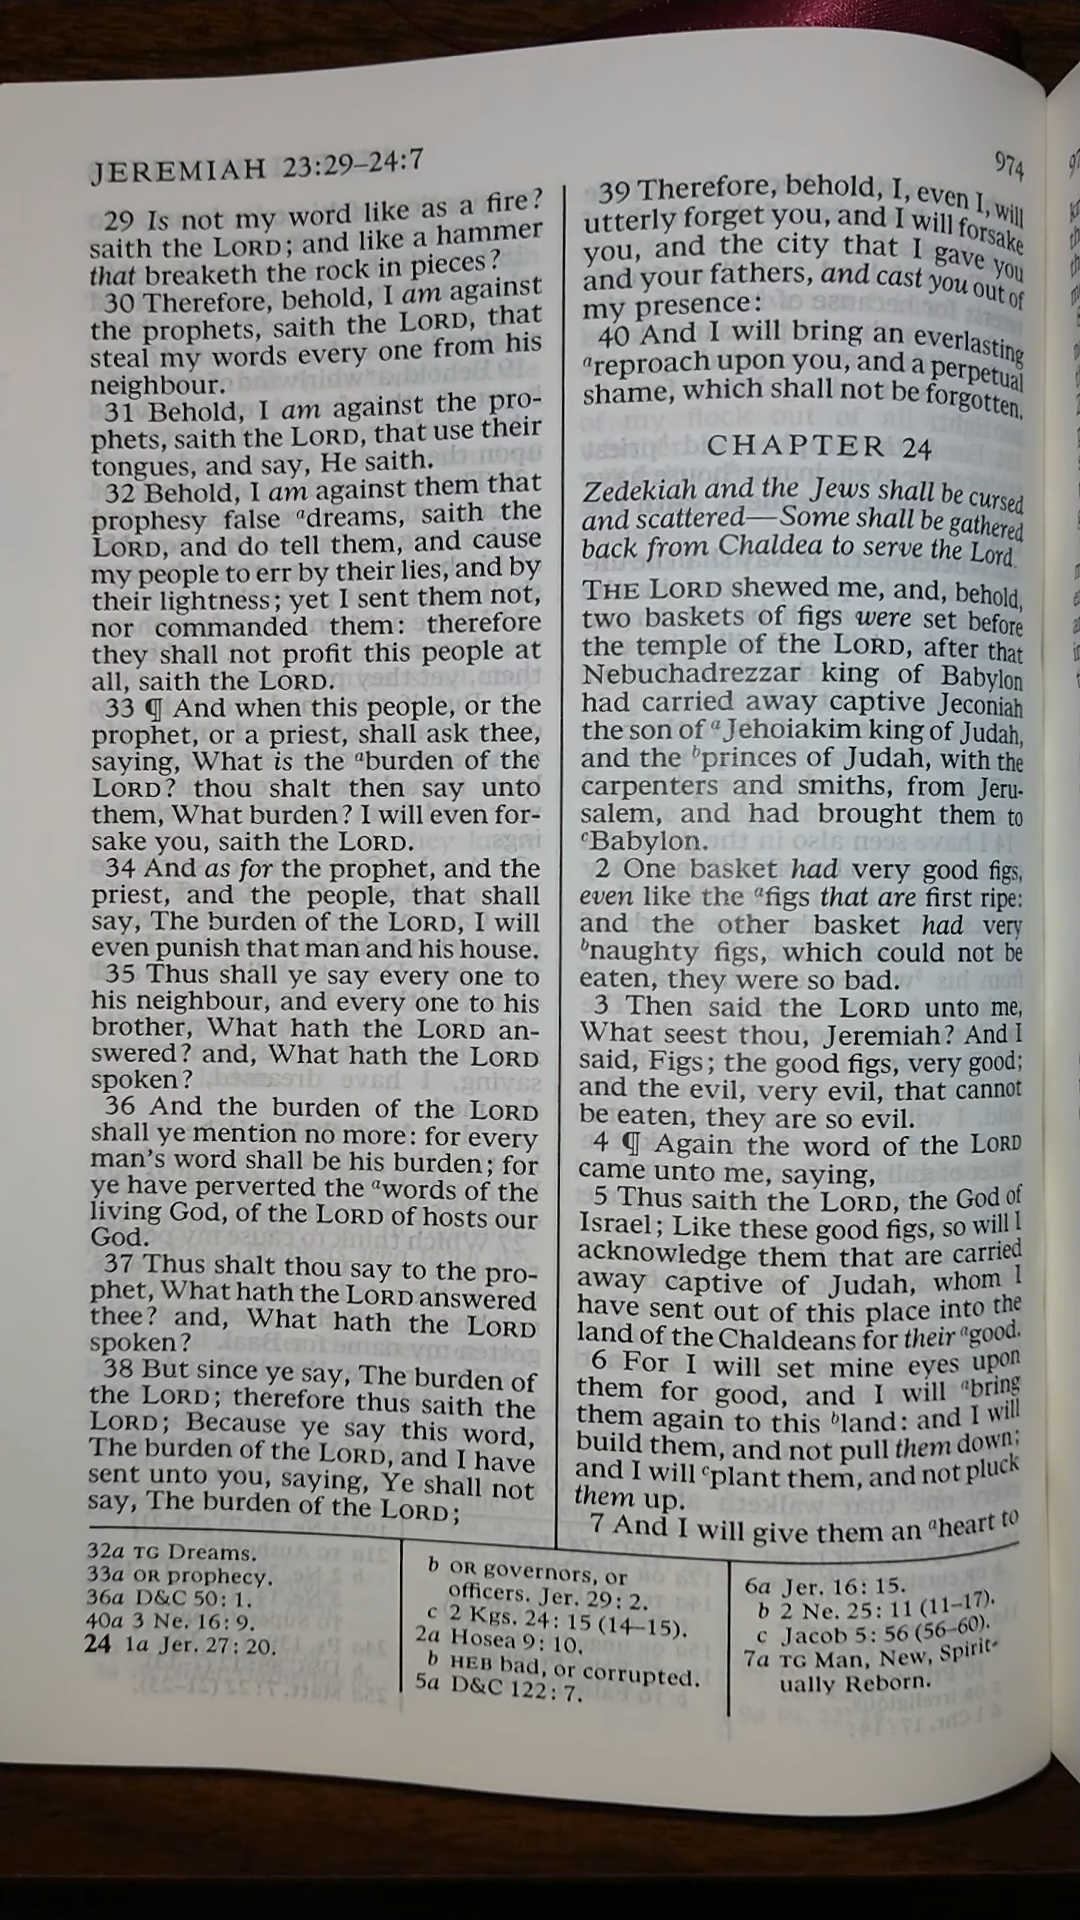 JEREMIAH 23:29–24:7
974
29 Is not my word like as a fire?
saith the LORD; and like a hammer
that breaketh the rock in pieces?
30 Therefore, behold, I am against
the prophets, saith the LORD, that
steal my words every one from his
neighbour.
31 Behold, I am against the pro-
phets, saith the LORD, that use their
tongues, and say, He saith.
32 Behold, I am against them that
prophesy false adreams, saith the
LORD, and do tell them, and cause
my people to err by their lies, and by
their lightness; yet I sent them not,
nor commanded them: therefore
they shall not profit this people at
all, saith the LORD.
33 ¶ And when this people, or the
prophet, or a priest, shall ask thee,
saying, What is the aburden of the
LORD? thou shalt then say unto
them, What burden? I will even for-
sake you, saith the LORD.
34 And as for the prophet, and the
priest, and the people, that shall
say, The burden of the LORD, I will
even punish that man and his house.
35 Thus shall ye say every one to
his neighbour, and every one to his
brother, What hath the LORD an-
swered? and, What hath the LORD
spoken?
36 And the burden of the LORD
shall ye mention no more: for every
man's word shall be his burden; for
ye have perverted the awords of the
living God, of the LORD of hosts our
God.
37 Thus shalt thou say to the pro-
phet, What hath the LORD answered
thee? and, What hath the LORD
spoken?
38 But since ye say, The burden of
the LORD; therefore thus saith the
LORD; Because ye say this word,
The burden of the LORD, and I have
sent unto you, saying, Ye shall not
say, The burden of the LORD;
39 Therefore, behold, I, even I, will
utterly forget you, and I will forsake
you, and the city that I gave you
and your fathers, and cast you out of
my presence:
40 And I will bring an everlasting
areproach upon you, and a perpetual
shame, which shall not be forgotten.
CHAPTER 24
Zedekiah and the Jews shall be cursed
and scattered—Some shall be gathered
back from Chaldea to serve the Lord.
THE LORD shewed me, and, behold,
two baskets of figs were set before
the temple of the LORD, after that
Nebuchadrezzar king of Babylon
had carried away captive Jeconiah
the son of aJehoiakim king of Judah,
and the bprinces of Judah, with the
carpenters and smiths, from Jeru-
salem, and had brought them to
cBabylon.
2 One basket had very good figs,
even like the afigs that are first ripe:
and the other basket had very
bnaughty figs, which could not be
eaten, they were so bad.
3 Then said the LORD unto me,
What seest thou, Jeremiah? And I
said, Figs; the good figs, very good;
and the evil, very evil, that cannot
be eaten, they are so evil.
4 ¶ Again the word of the LORD
came unto me, saying,
5 Thus saith the LORD, the God of
Israel; Like these good figs, so will I
acknowledge them that are carried
away captive of Judah, whom I
have sent out of this place into the
land of the Chaldeans for their agood.
6 For I will set mine eyes upon
them for good, and I will abring
them again to this bland: and I will
build them, and not pull them down;
and I will cplant them, and not pluck
them up.
7 And I will give them an aheart to
32a TG Dreams.
33a OR prophecy.
36a D&C 50: 1.
40a 3 Ne. 16: 9.
24 1a Jer. 27: 20.
b OR governors, or
officers. Jer. 29: 2.
c 2 Kgs. 24: 15 (14–15).
2a Hosea 9: 10.
b HEB bad, or corrupted.
5a D&C 122: 7.
6a Jer. 16: 15.
b 2 Ne. 25: 11 (11–17).
c Jacob 5: 56 (56–60).
7a TG Man, New, Spirit-
ually Reborn.